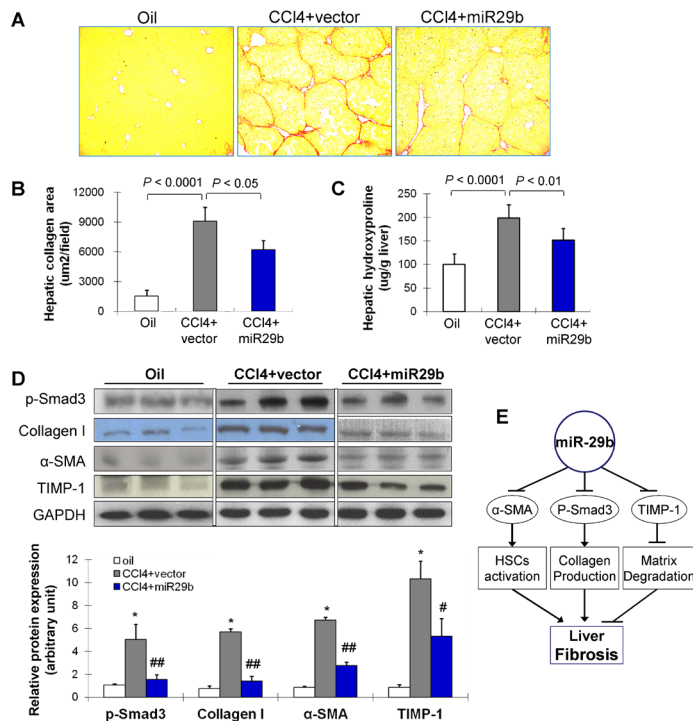 A
Oil
CCl4+vector
CCl4+miR29b
B
Hepatic collagen area
(um2/field)
12000
9000
6000
3000
0
P < 0.0001
P < 0.05
Oil
CCl4+
vector
CCl4+
miR29b
C
Hepatic hydroxyproline
(ug/g liver)
250
200
150
100
50
0
P < 0.0001
P < 0.01
Oil
CCl4+
vector
CCl4+
miR29b
D
Oil
CCl4+vector
CCl4+miR29b
p-Smad3
Collagen I
α-SMA
TIMP-1
GAPDH
Relative protein expression
(arbitrary unit)
12
10
8
6
4
2
0
oil
CCl4+vector
CCl4+miR29b
*
##
*
##
*
##
*
#
p-Smad3
Collagen I
α-SMA
TIMP-1
E
miR-29b
α-SMA
P-Smad3
TIMP-1
HSCs
activation
Collagen
Production
Matrix
Degradation
Liver
Fibrosis